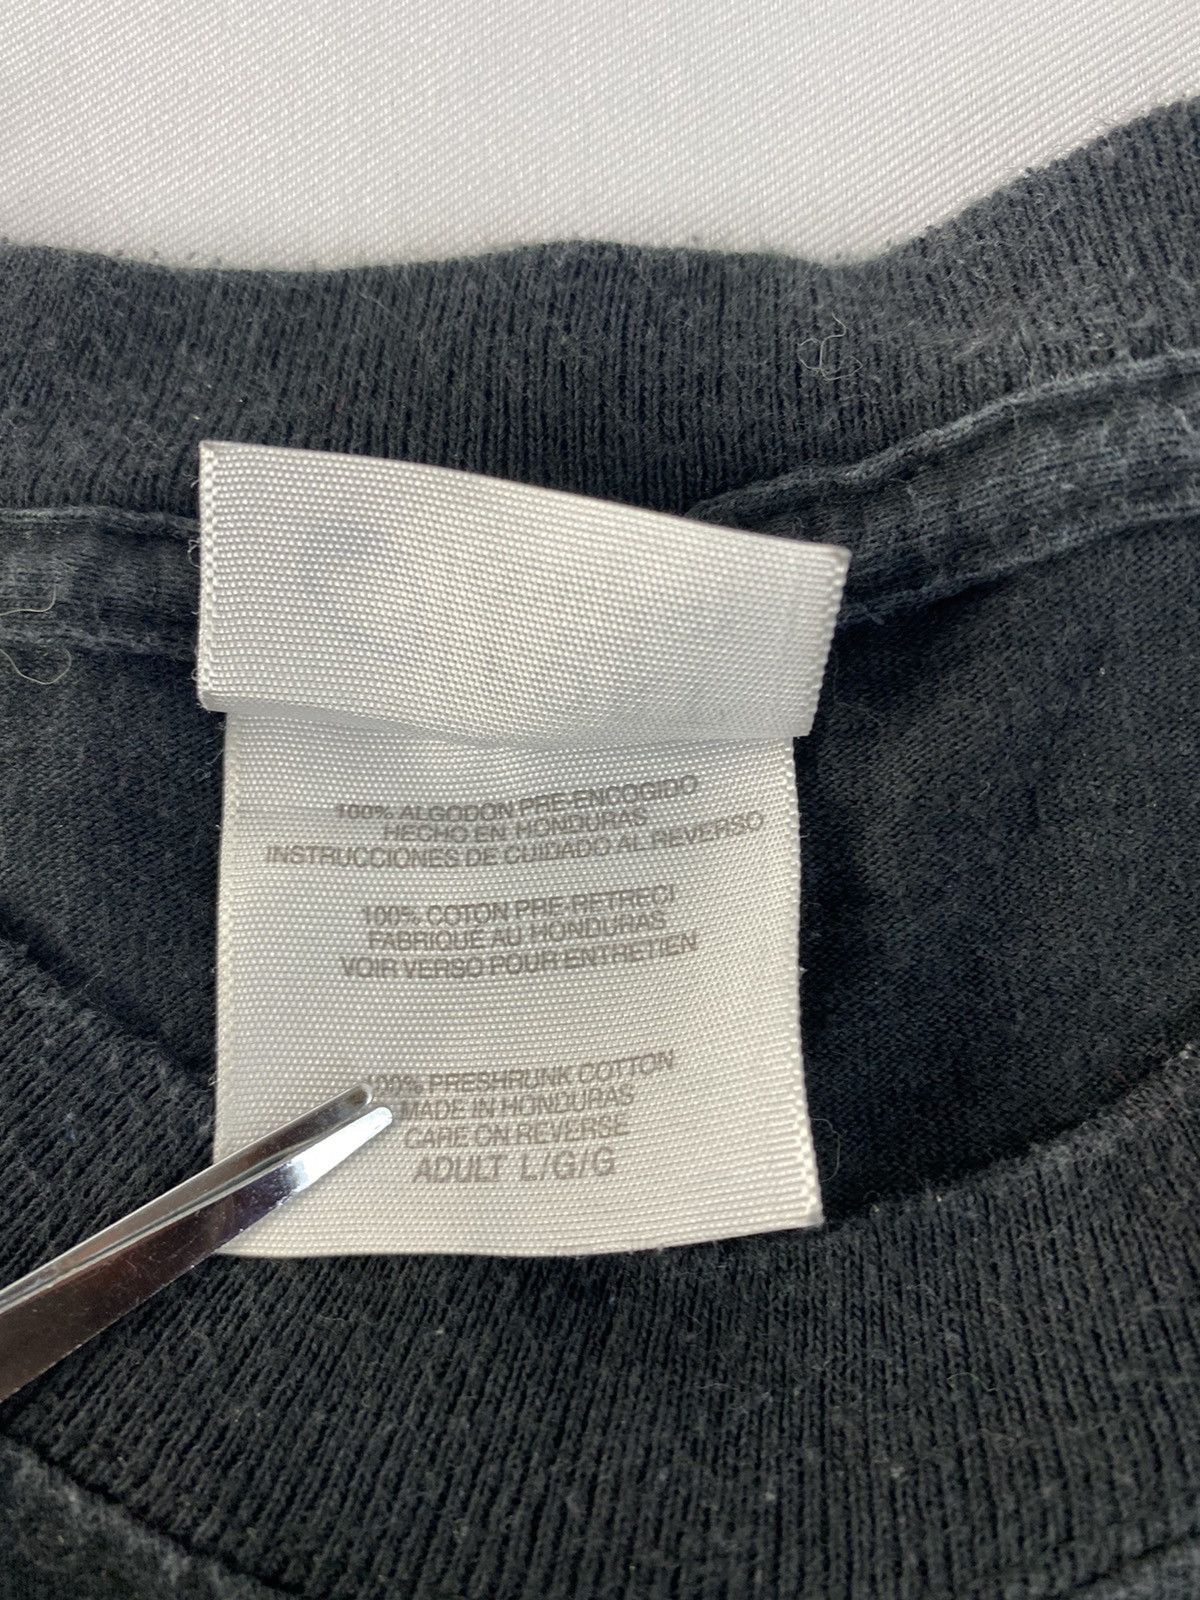 100% ALGODON PRE-ENCOGIDO
HECHO EN HONDURAS
INSTRUCCIONES DE CUIDADO AL REVERSO
100% COTON PRE-RETRECI
FABRIQUE AU HONDURAS
VOIR VERSO POUR ENTRETIEN
100% PRESHRUNK COTTON
MADE IN HONDURAS
CARE ON REVERSE
ADULT L/G/G